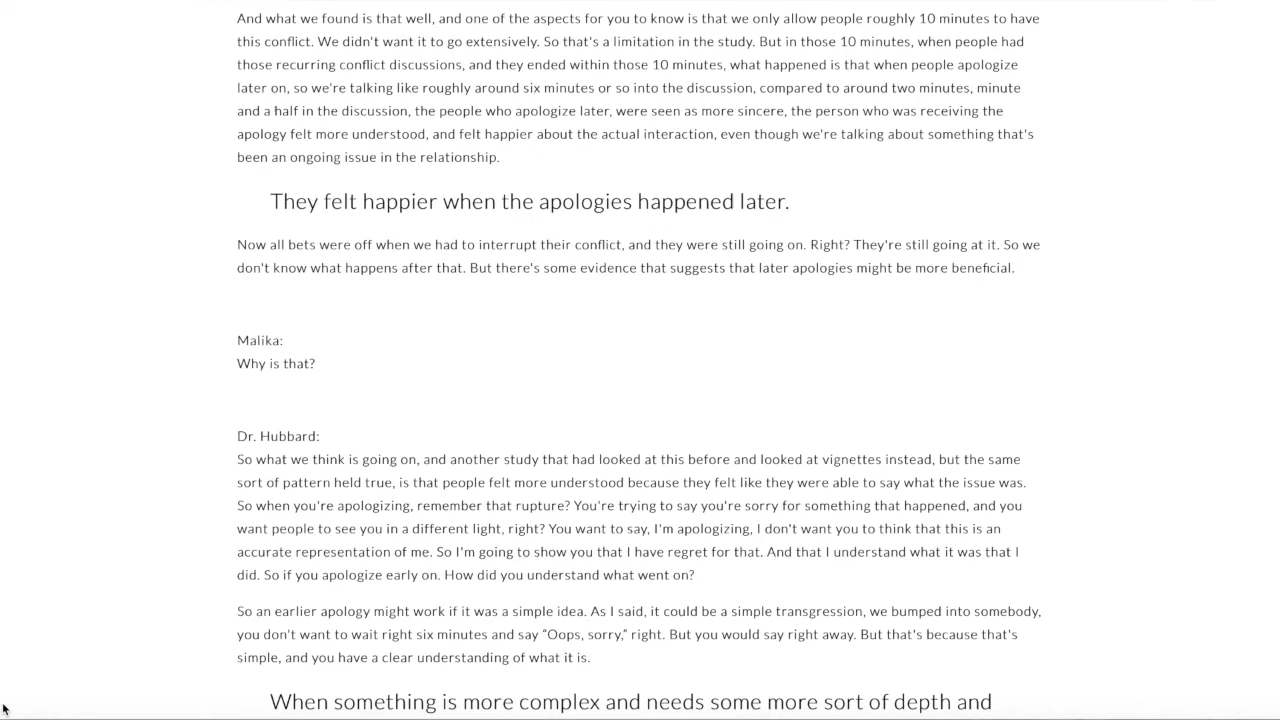 And what we found is that well, and one of the aspects for you to know is that we only allow people roughly 10 minutes to have
this conflict. We didn't want it to go extensively. So that's a limitation in the study. But in those 10 minutes, when people had
those recurring conflict discussions, and they ended within those 10 minutes, what happened is that when people apologize
later on, so we're talking like roughly around six minutes or so into the discussion, compared to around two minutes, minute
and a half in the discussion, the people who apologize later, were seen as more sincere, the person who was receiving the
apology felt more understood, and felt happier about the actual interaction, even though we're talking about something that's
been an ongoing issue in the relationship.
They felt happier when the apologies happened later.
Now all bets were off when we had to interrupt their conflict, and they were still going on. Right? They're still going at it. So we
don't know what happens after that. But there's some evidence that suggests that later apologies might be more beneficial.
Malika:
Why is that?
Dr. Hubbard:
So what we think is going on, and another study that had looked at this before and looked at vignettes instead, but the same
sort of pattern held true, is that people felt more understood because they felt like they were able to say what the issue was.
So when you're apologizing, remember that rupture? You're trying to say you're sorry for something that happened, and you
want people to see you in a different light, right? You want to say, I'm apologizing, I don't want you to think that this is an
accurate representation of me. So I'm going to show you that I have regret for that. And that I understand what it was that I
did. So if you apologize early on. How did you understand what went on?
So an earlier apology might work if it was a simple idea. As I said, it could be a simple transgression, we bumped into somebody,
you don't want to wait right six minutes and say “Oops, sorry,” right. But you would say right away. But that's because that's
simple, and you have a clear understanding of what it is.
When something is more complex and needs some more sort of depth and